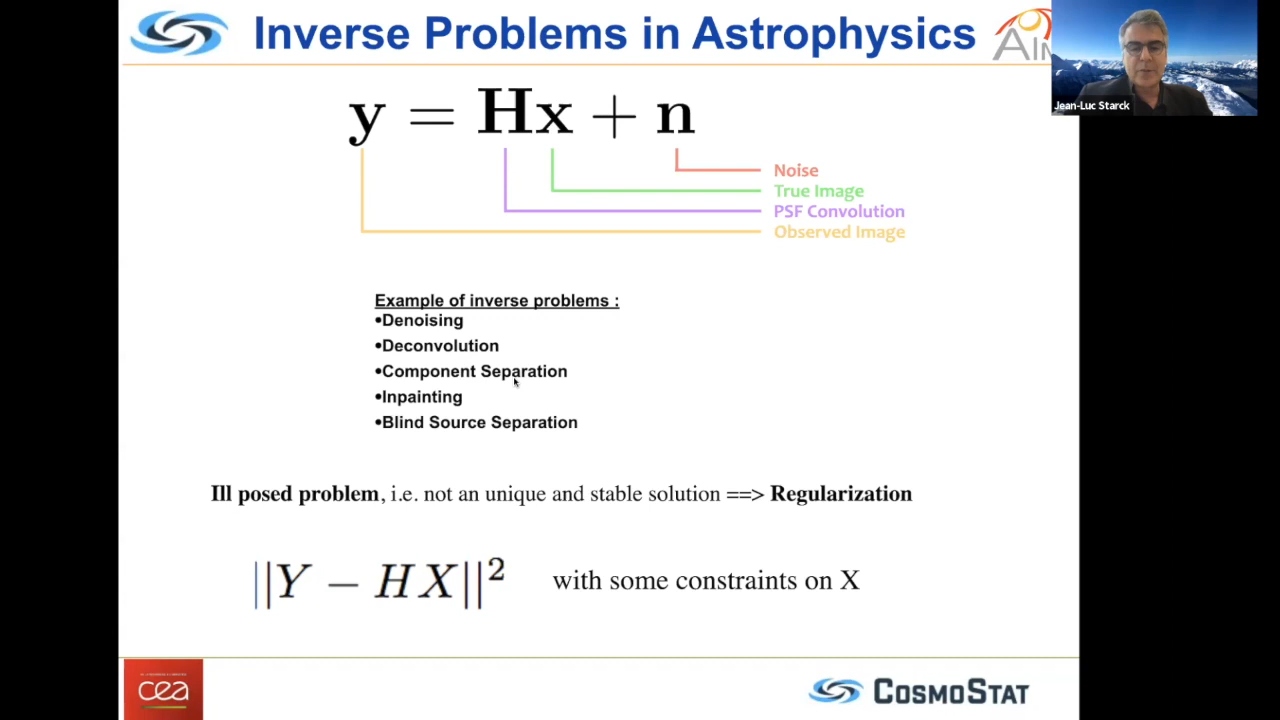 Inverse Problems in Astrophysics
AIM
Jean-Luc Starck
y = Hx + n
Noise
True Image
PSF Convolution
Observed Image
Example of inverse problems :
•Denoising
•Deconvolution
•Component Separation
•Inpainting
•Blind Source Separation
Ill posed problem, i.e. not an unique and stable solution ==> Regularization
||Y − HX||² with some constraints on X
cea
COSMOSTAT